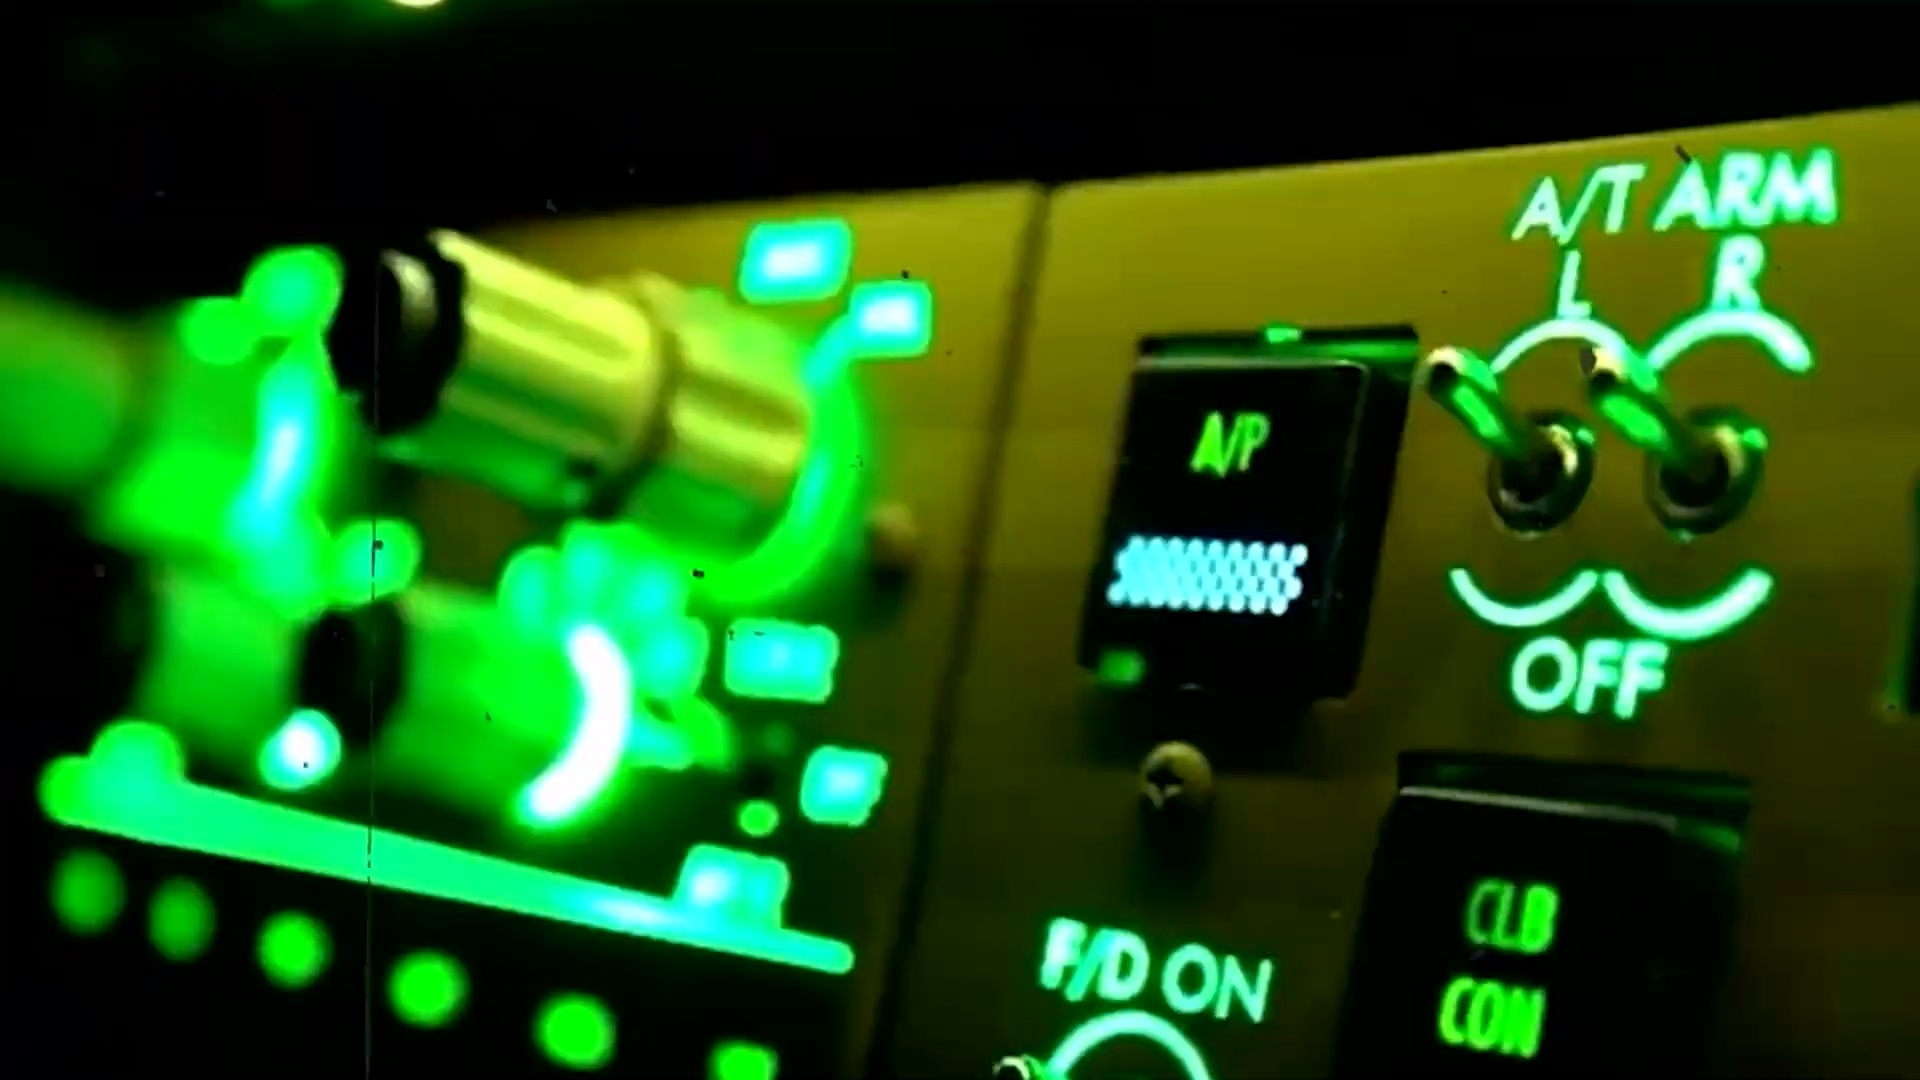 A/T ARM
L R
A/P
OFF
CLB
CON
F/D ON